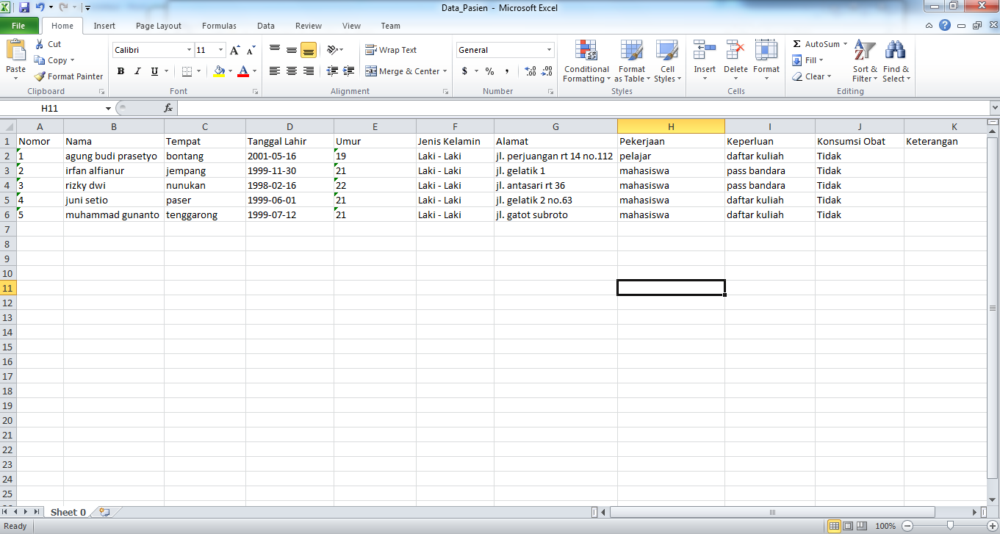 Data_Pasien - Microsoft Excel
File Home Insert Page Layout Formulas Data Review View Team
Cut
Copy
Format Painter
Paste
Clipboard
Calibri 11
B I U
Font
Wrap Text
Merge & Center
Alignment
General
$ % ,
Number
Conditional Formatting
Format as Table
Cell Styles
Styles
Insert Delete Format
Cells
Σ AutoSum
Fill
Clear
Sort & Filter
Find & Select
Editing
H11 fx
A B C D E F G H I J K
1 Nomor Nama Tempat Tanggal Lahir Umur Jenis Kelamin Alamat Pekerjaan Keperluan Konsumsi Obat Keterangan
2 1 agung budi prasetyo bontang 2001-05-16 19 Laki - Laki jl. perjuangan rt 14 no.112 pelajar daftar kuliah Tidak
3 2 irfan alfianur jempang 1999-11-30 21 Laki - Laki jl. gelatik 1 mahasiswa pass bandara Tidak
4 3 rizky dwi nunukan 1998-02-16 22 Laki - Laki jl. antasari rt 36 mahasiswa pass bandara Tidak
5 4 juni setio paser 1999-06-01 21 Laki - Laki jl. gelatik 2 no.63 mahasiswa daftar kuliah Tidak
6 5 muhammad gunanto tenggarong 1999-07-12 21 Laki - Laki jl. gatot subroto mahasiswa daftar kuliah Tidak
7
8
9
10
11
12
13
14
15
16
17
18
19
20
21
22
23
24
25
Sheet 0
Ready 100%